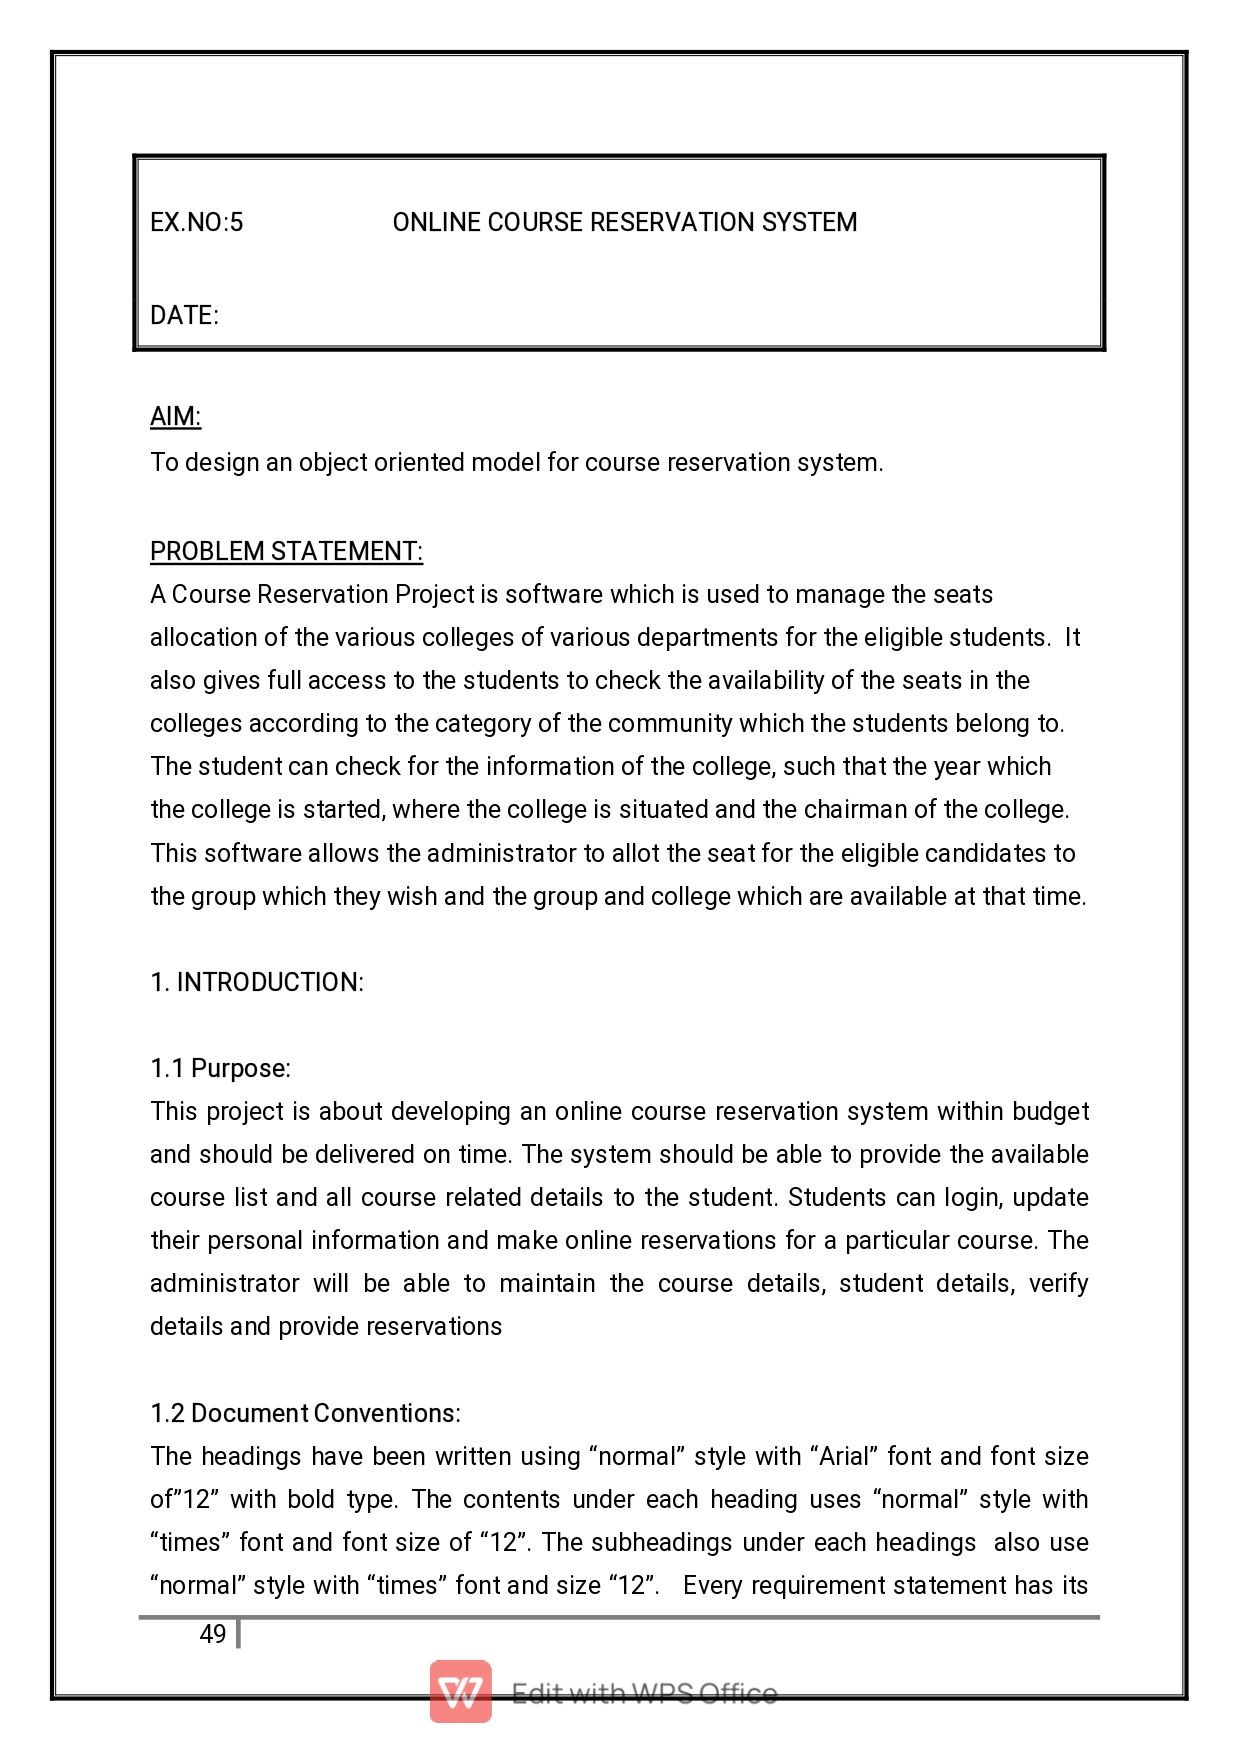 EX.NO:5 ONLINE COURSE RESERVATION SYSTEM
DATE:
AIM:
To design an object oriented model for course reservation system.
PROBLEM STATEMENT:
A Course Reservation Project is software which is used to manage the seats
allocation of the various colleges of various departments for the eligible students. It
also gives full access to the students to check the availability of the seats in the
colleges according to the category of the community which the students belong to.
The student can check for the information of the college, such that the year which
the college is started, where the college is situated and the chairman of the college.
This software allows the administrator to allot the seat for the eligible candidates to
the group which they wish and the group and college which are available at that time.
1. INTRODUCTION:
1.1 Purpose:
This project is about developing an online course reservation system within budget
and should be delivered on time. The system should be able to provide the available
course list and all course related details to the student. Students can login, update
their personal information and make online reservations for a particular course. The
administrator will be able to maintain the course details, student details, verify
details and provide reservations
1.2 Document Conventions:
The headings have been written using “normal” style with “Arial” font and font size
of”12” with bold type. The contents under each heading uses “normal” style with
“times” font and font size of “12”. The subheadings under each headings also use
“normal” style with “times” font and size “12”. Every requirement statement has its
49
Edit with WPS Office